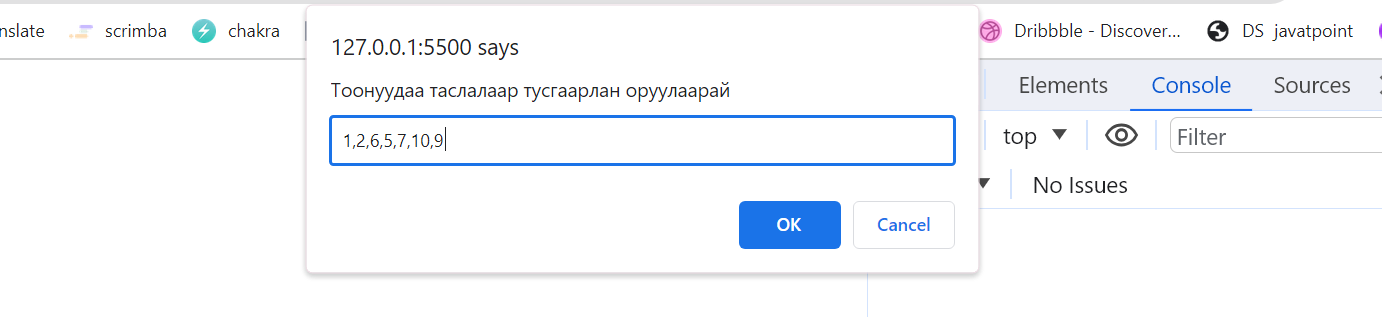 nslate scrimba chakra
127.0.0.1:5500 says
Тоонуудаа таслалаар тусгаарлан оруулаарай
1,2,6,5,7,10,9
OK Cancel
Dribbble - Discover... DS javatpoint
Elements Console Sources
top Filter
No Issues